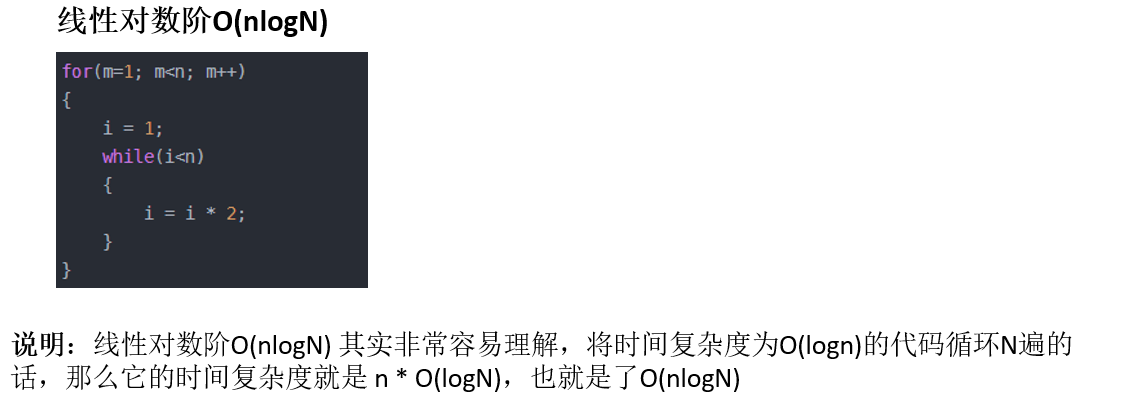 线性对数阶O(nlogN)
for(m=1; m<n; m++)
{
    i = 1;
    while(i<n)
    {
        i = i * 2;
    }
}
说明：线性对数阶O(nlogN) 其实非常容易理解，将时间复杂度为O(logn)的代码循环N遍的
话，那么它的时间复杂度就是 n * O(logN)，也就是了O(nlogN)